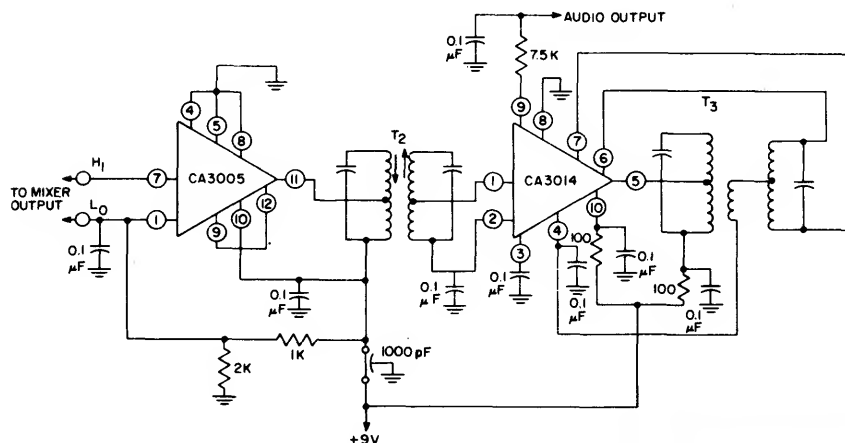 AUDIO OUTPUT
0.1
µF
7.5K
4
5
8
9
8
7
T3
6
T2
H1
7
CA3005
11
1
CA3014
5
TO MIXER
OUTPUT
LO
1
9
10
12
2
3
4
10
100
0.1
µF
0.1
µF
0.1
µF
0.1
µF
0.1
µF
0.1
µF
100
0.1
µF
1K
2K
1000pF
+9V